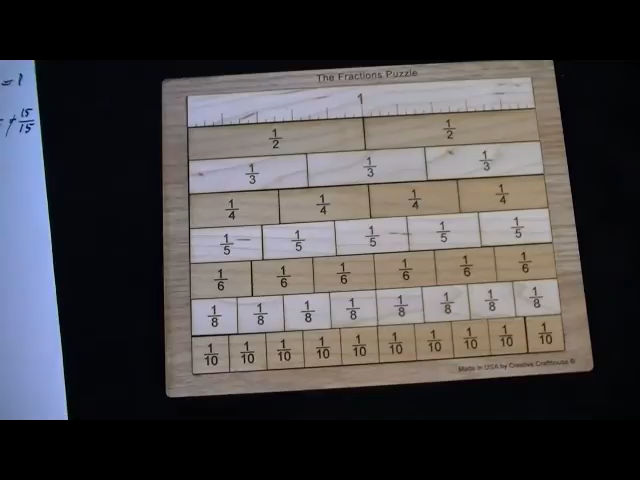 = 1
15/15
The Fractions Puzzle
1
1/2 1/2
1/3 1/3 1/3
1/4 1/4 1/4 1/4
1/5 1/5 1/5 1/5 1/5
1/6 1/6 1/6 1/6 1/6 1/6
1/8 1/8 1/8 1/8 1/8 1/8 1/8 1/8
1/10 1/10 1/10 1/10 1/10 1/10 1/10 1/10 1/10
Made in USA by Creative Crafthouse ®